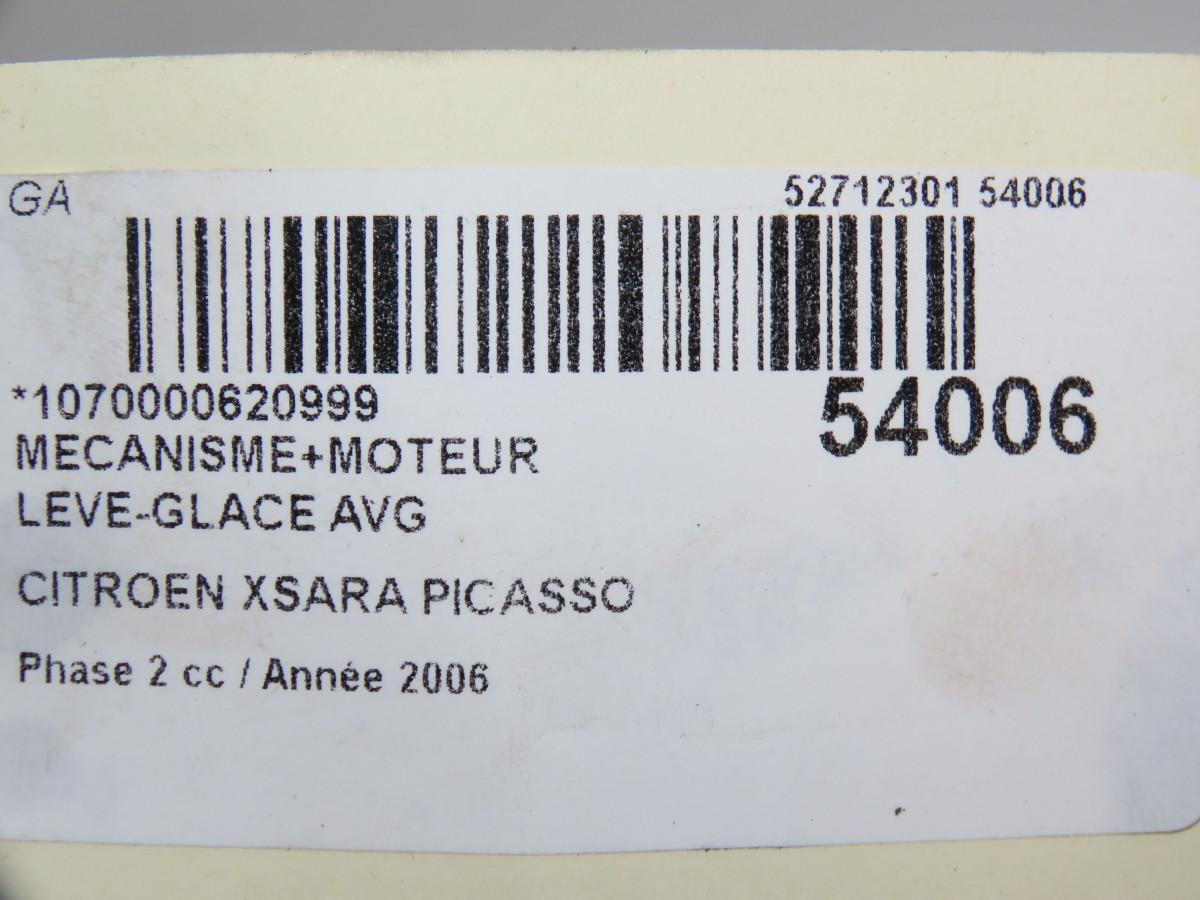 GA 52712301 54006
*1070000620999
54006
MECANISME+MOTEUR
LEVE-GLACE AVG
CITROEN XSARA PICASSO
Phase 2 cc / Année 2006